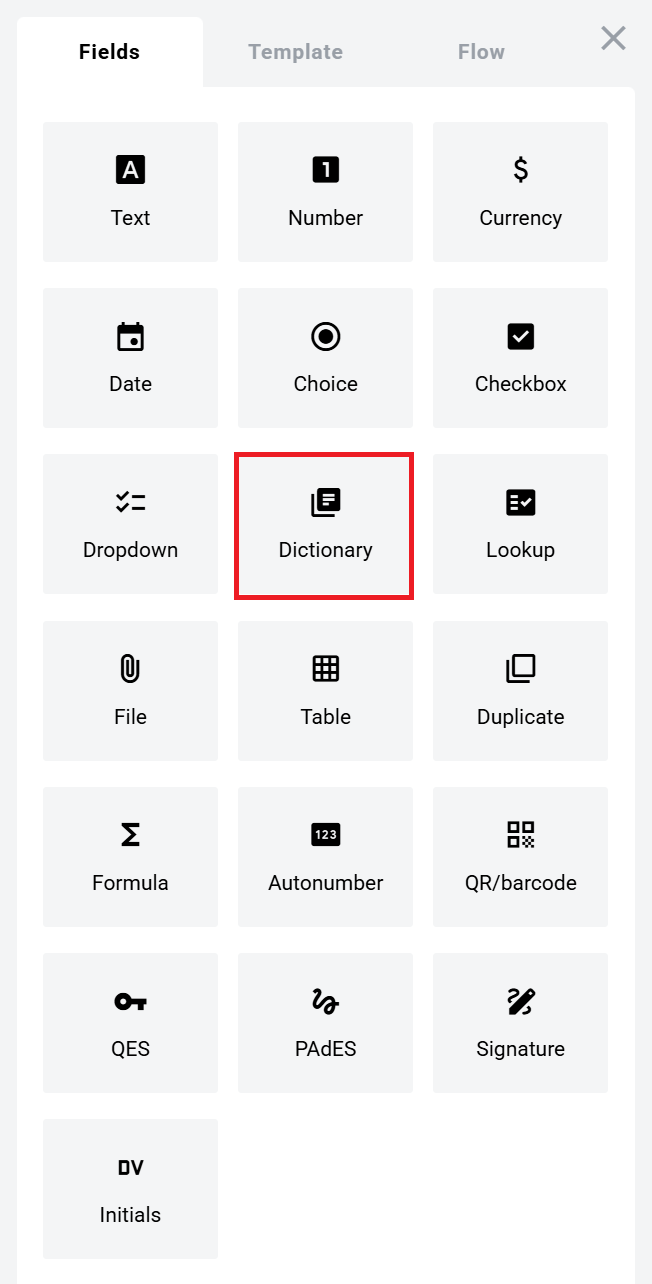 Fields Template Flow
A 1 $
Text Number Currency
Date Choice Checkbox
Dropdown Dictionary Lookup
File Table Duplicate
Σ 123
Formula Autonumber QR/barcode
QES PAdES Signature
DV
Initials